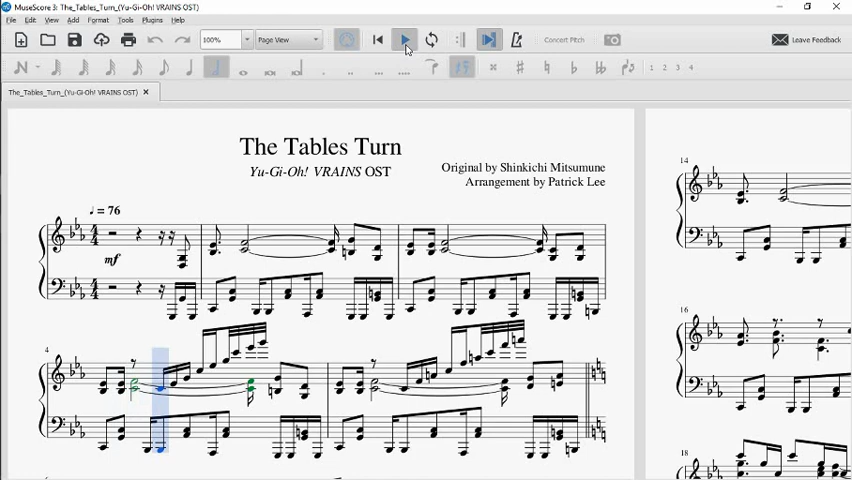 MuseScore 3: The_Tables_Turn_(Yu-Gi-Oh! VRAINS OST)
File Edit View Add Format Tools Plugins Help
100% Page View Concert Pitch Leave Feedback
1 2 3 4
The_Tables_Turn_(Yu-Gi-Oh! VRAINS OST)
The Tables Turn
Yu-Gi-Oh! VRAINS OST
Original by Shinkichi Mitsumune
Arrangement by Patrick Lee
= 76
mf
4
14
16
18